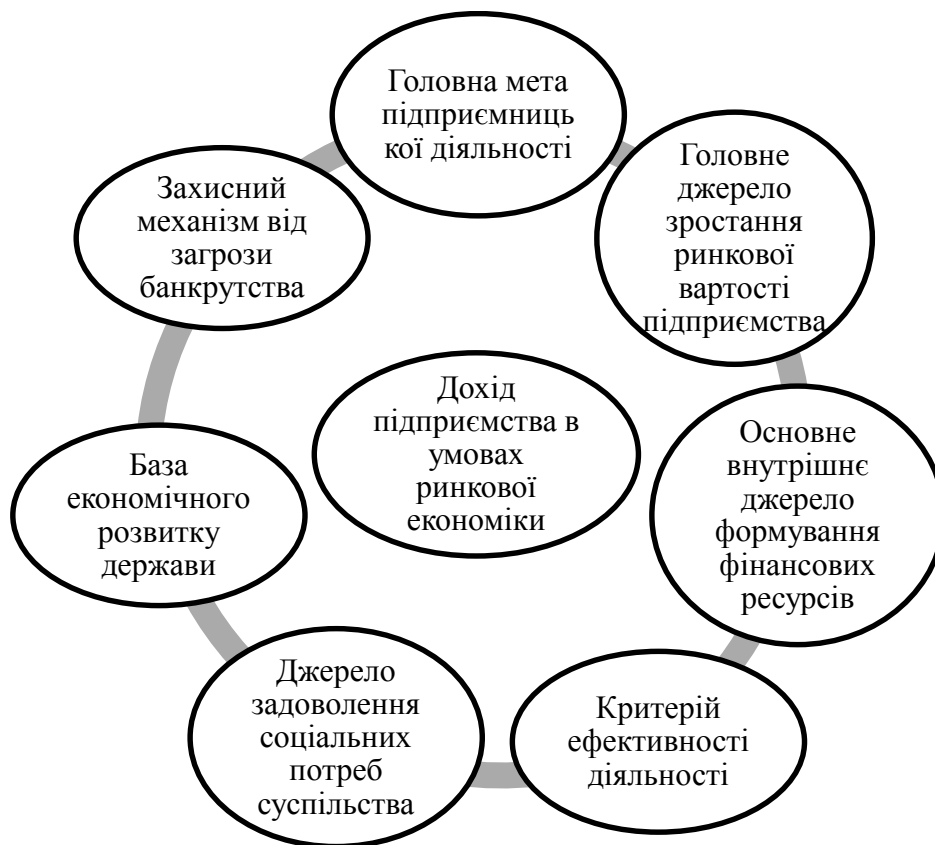 Головна мета
підприємниць
кої діяльності
Головне
джерело
зростання
ринкової
вартості
підприємства
Основне
внутрішнє
джерело
формування
фінансових
ресурсів
Критерій
ефективності
діяльності
Джерело
задоволення
соціальних
потреб
суспільства
База
економічного
розвитку
держави
Захисний
механізм від
загрози
банкрутства
Дохід
підприємства в
умовах
ринкової
економіки